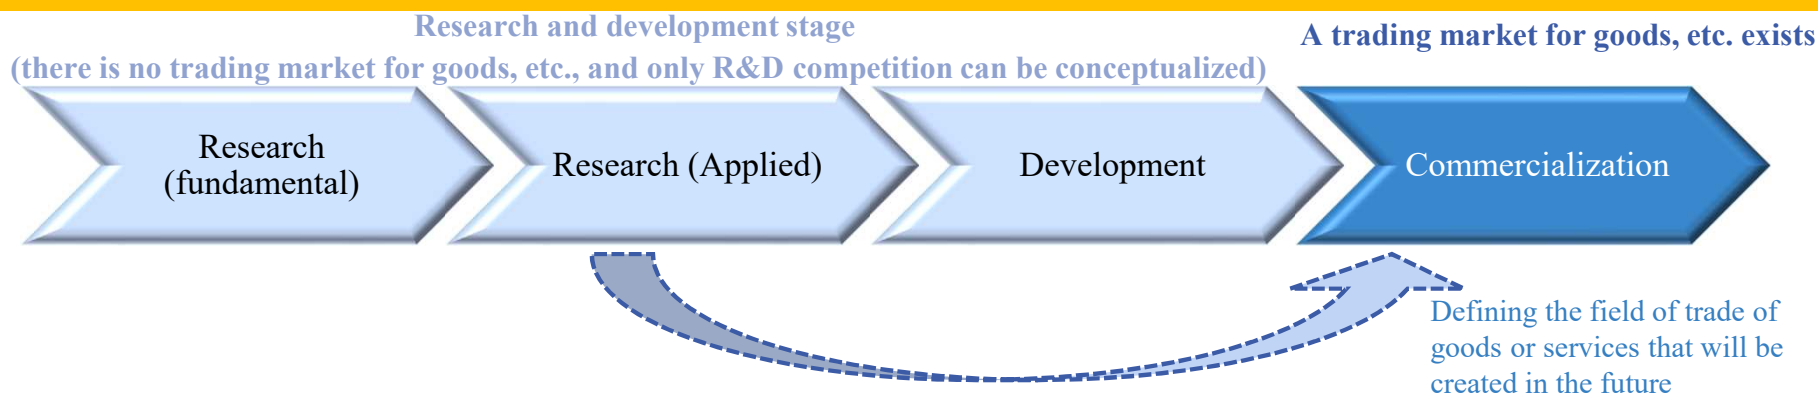 Research and development stage
(there is no trading market for goods, etc., and only R&D competition can be conceptualized)
A trading market for goods, etc. exists
Research
(fundamental)
Research (Applied)
Development
Commercialization
Defining the field of trade of
goods or services that will be
created in the future